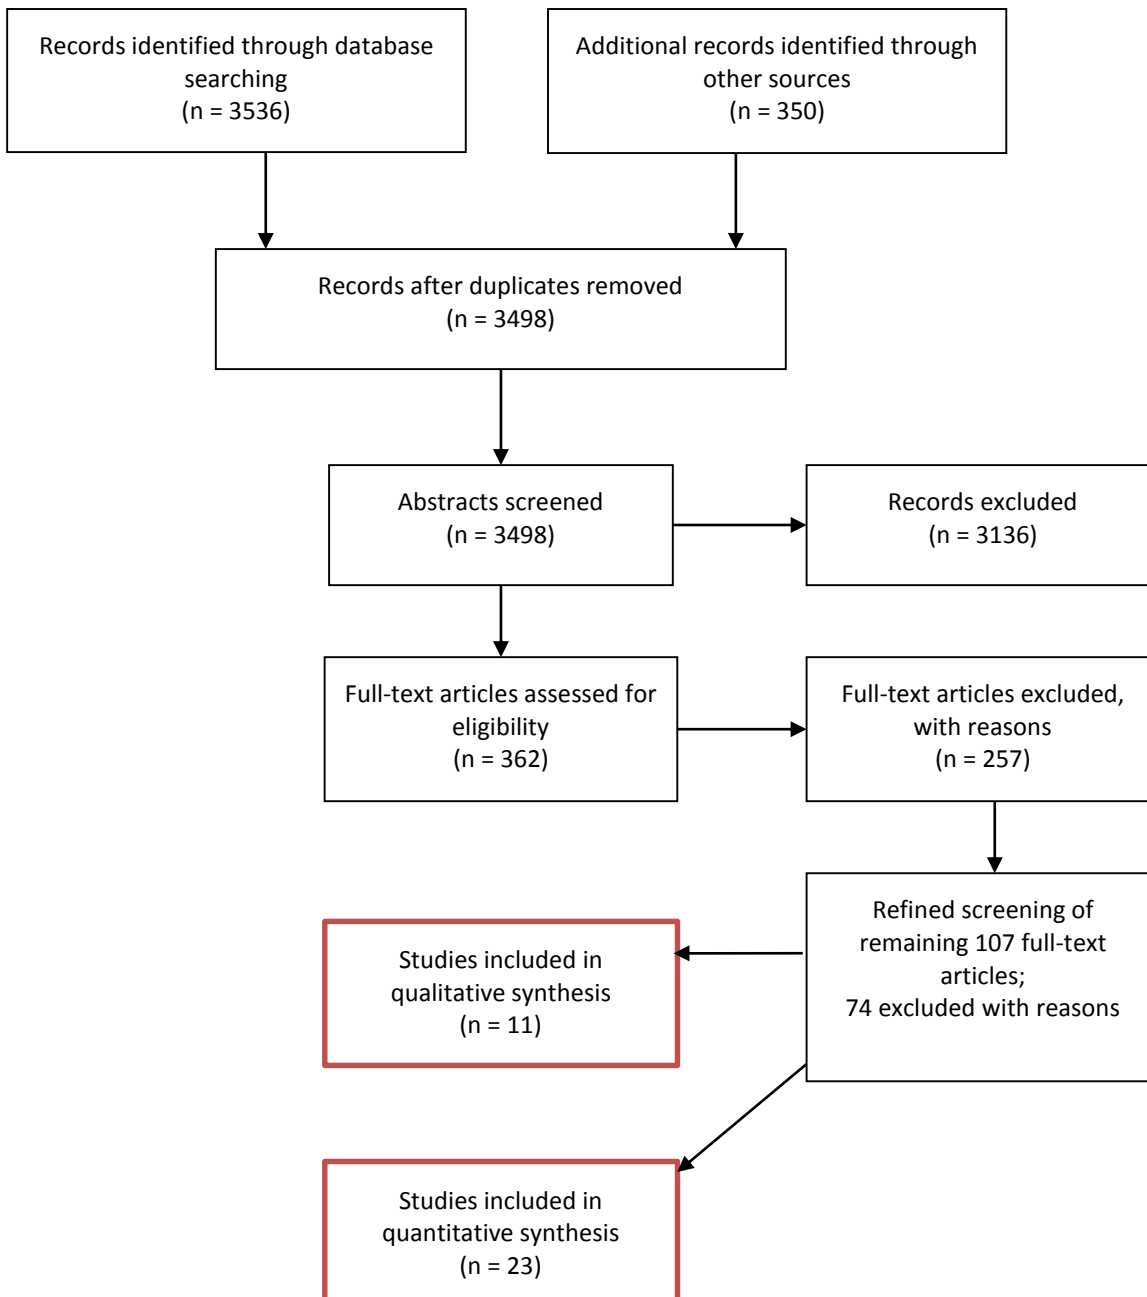 Records identified through database
searching
(n = 3536)
Additional records identified through
other sources
(n = 350)
Records after duplicates removed
(n = 3498)
Abstracts screened
(n = 3498)
Records excluded
(n = 3136)
Full-text articles assessed for
eligibility
(n = 362)
Full-text articles excluded,
with reasons
(n = 257)
Refined screening of
remaining 107 full-text
articles;
74 excluded with reasons
Studies included in
qualitative synthesis
(n = 11)
Studies included in
quantitative synthesis
(n = 23)